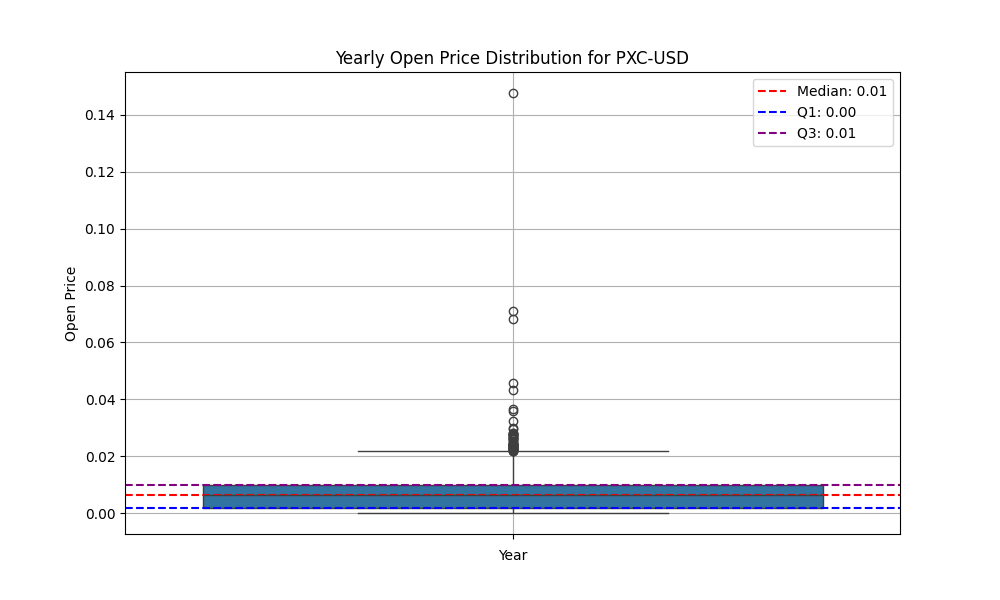 Yearly Open Price Distribution for PXC-USD
Median: 0.01
Q1: 0.00
Q3: 0.01
0.14
0.12
0.10
0.08
0.06
0.04
0.02
0.00
Open Price
Year